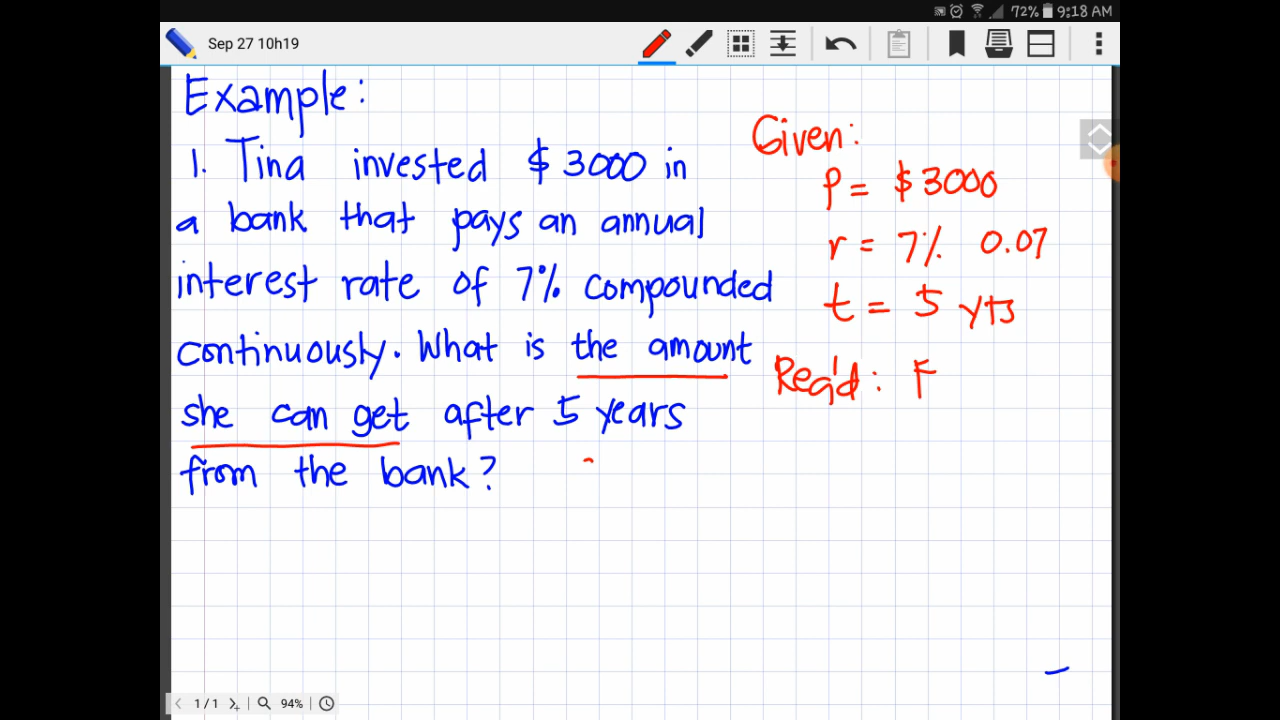 72% 9:18 AM
Sep 27 10h19
Example:
1. Tina invested $ 3000 in
a bank that pays an annual
interest rate of 7% compounded
continuously. What is the amount
she can get after 5 years
from the bank?
Given:
P = $ 3000
r = 7% 0.07
t = 5 yrs
Req'd: F
1 / 1 94%